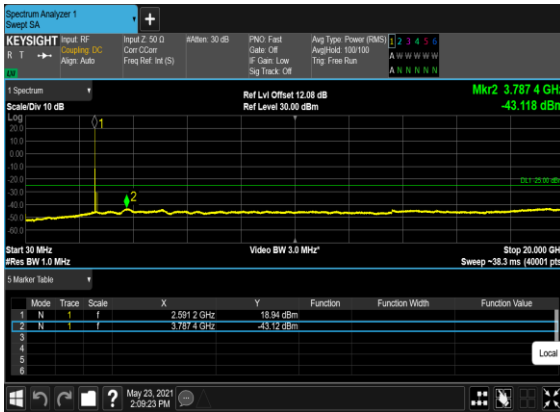 Spectrum Analyzer 1
Swept SA
KEYSIGHT
R T
LW
Input: RF
Coupling: DC
Align: Auto
Input Z: 50 Ω
Corr CCorr
Freq Ref: Int (S)
#Atten: 30 dB
PNO: Fast
Gate: Off
IF Gain: Low
Sig Track: Off
Avg Type: Power (RMS)
Avg|Hold: 100/100
Trig: Free Run
1 2 3 4 5 6
A W W W W W
A N N N N N
1 Spectrum
Scale/Div 10 dB
Ref Lvl Offset 12.08 dB
Ref Level 30.00 dBm
Mkr2 3.787 4 GHz
-43.118 dBm
Log
20.0
10.0
0.00
-10.0
-20.0
-30.0
-40.0
-50.0
-60.0
1
2
DL1 -25.00 dBm
Start 30 MHz
#Res BW 1.0 MHz
Video BW 3.0 MHz*
Stop 20.000 GHz
Sweep ~38.3 ms (40001 pts)
5 Marker Table
Mode Trace Scale X Y Function Function Width Function Value
1 N 1 f 2.591 2 GHz 18.94 dBm
2 N 1 f 3.787 4 GHz -43.12 dBm
3
4
5
6
Local
?
May 23, 2021
2:09:23 PM